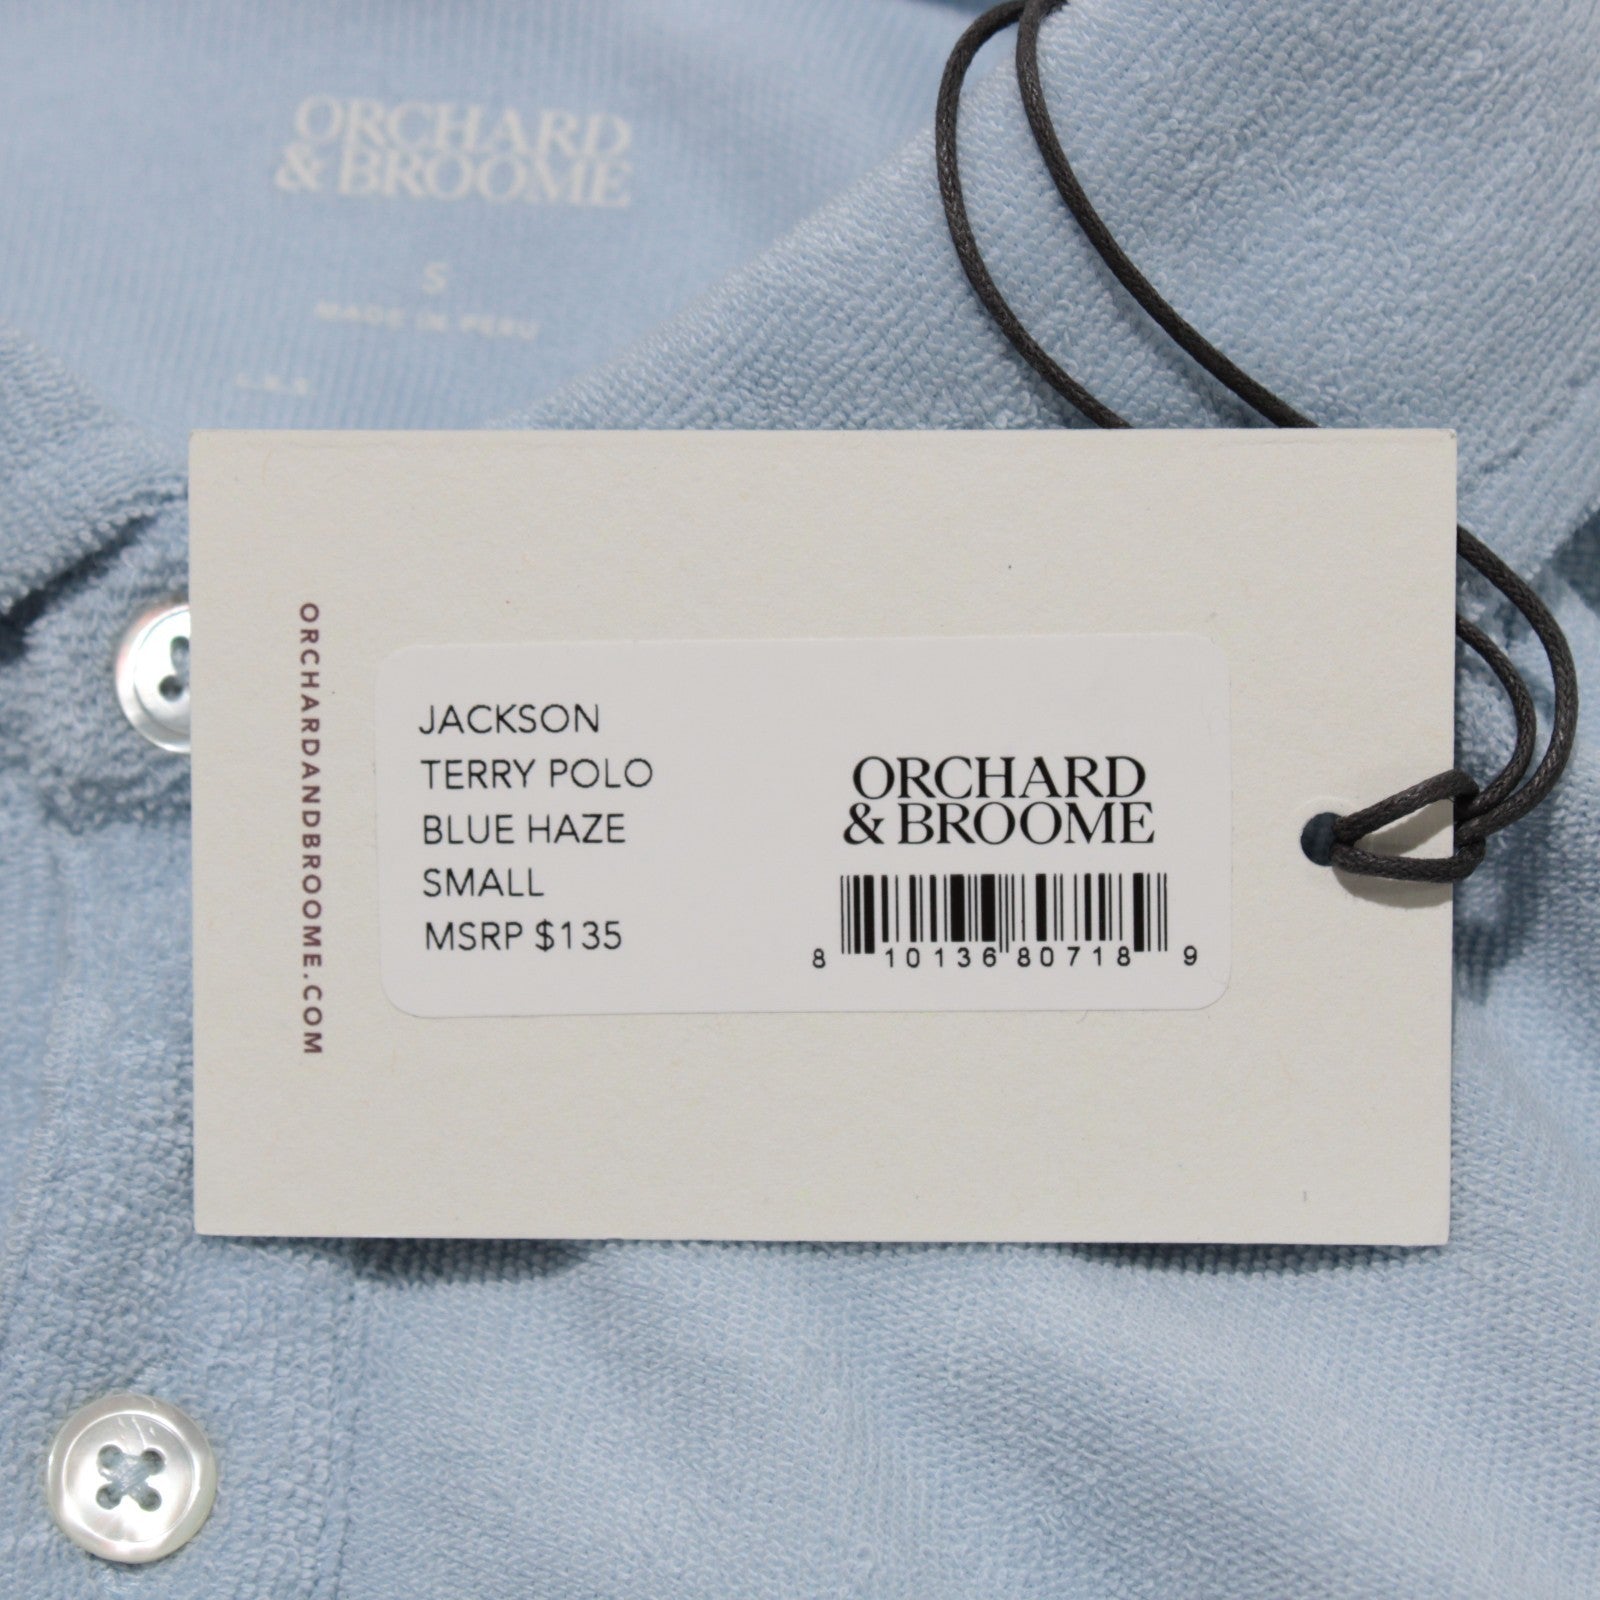 ORCHARD
& BROOME
S
MADE IN PERU
ORCHARDANDBROOME.COM
JACKSON
TERRY POLO
BLUE HAZE
SMALL
MSRP $135
ORCHARD
& BROOME
8 10136 80718 9